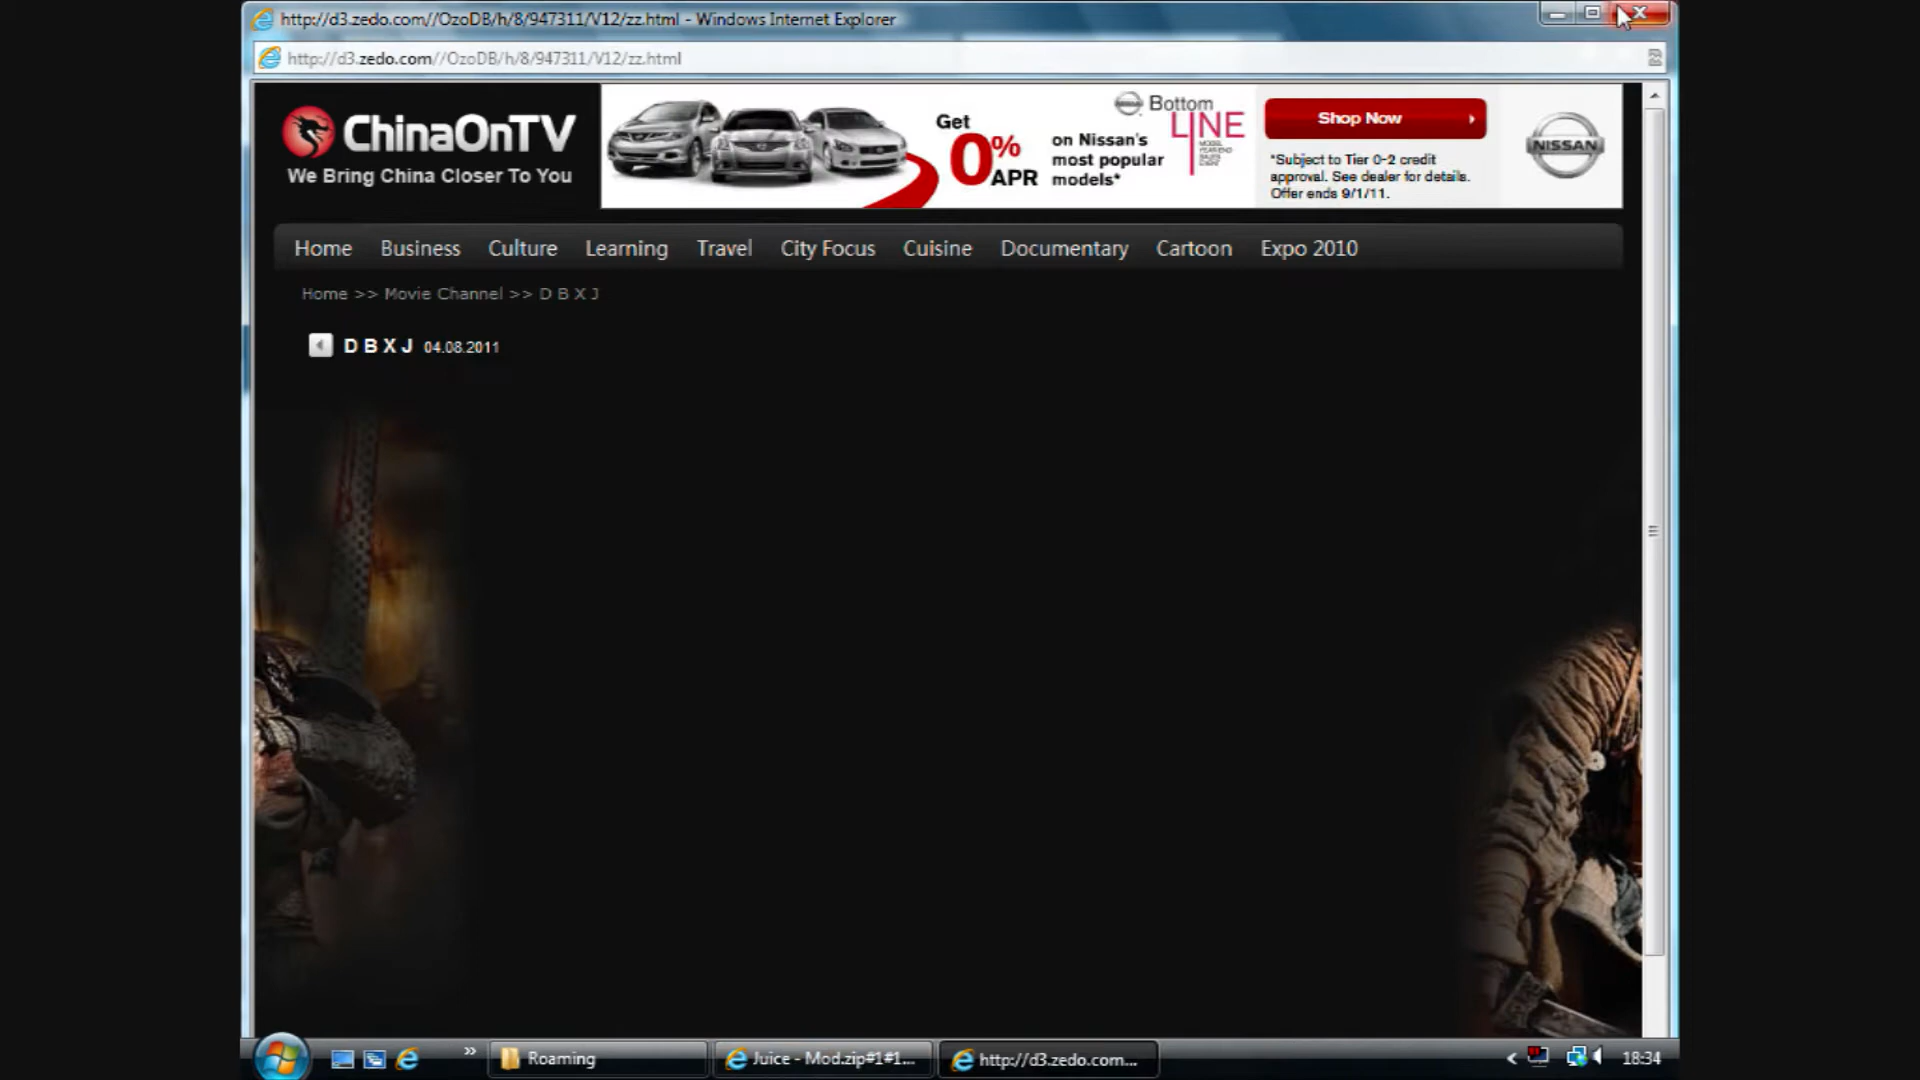 http://d3.zedo.com//OzoDB/h/8/947311/V12/zz.html - Windows Internet Explorer
http://d3.zedo.com//OzoDB/h/8/947311/V12/zz.html
ChinaOnTV
We Bring China Closer To You
Get
0% APR
on Nissan's
most popular
models*
Bottom
LINE
Shop Now
*Subject to Tier 0-2 credit
approval. See dealer for details.
Offer ends 9/1/11.
NISSAN
Home Business Culture Learning Travel City Focus Cuisine Documentary Cartoon Expo 2010
Home >> Movie Channel >> D B X J
D B X J 04.08.2011
Roaming
Juice - Mod.zip#1#1...
http://d3.zedo.com...
18:34